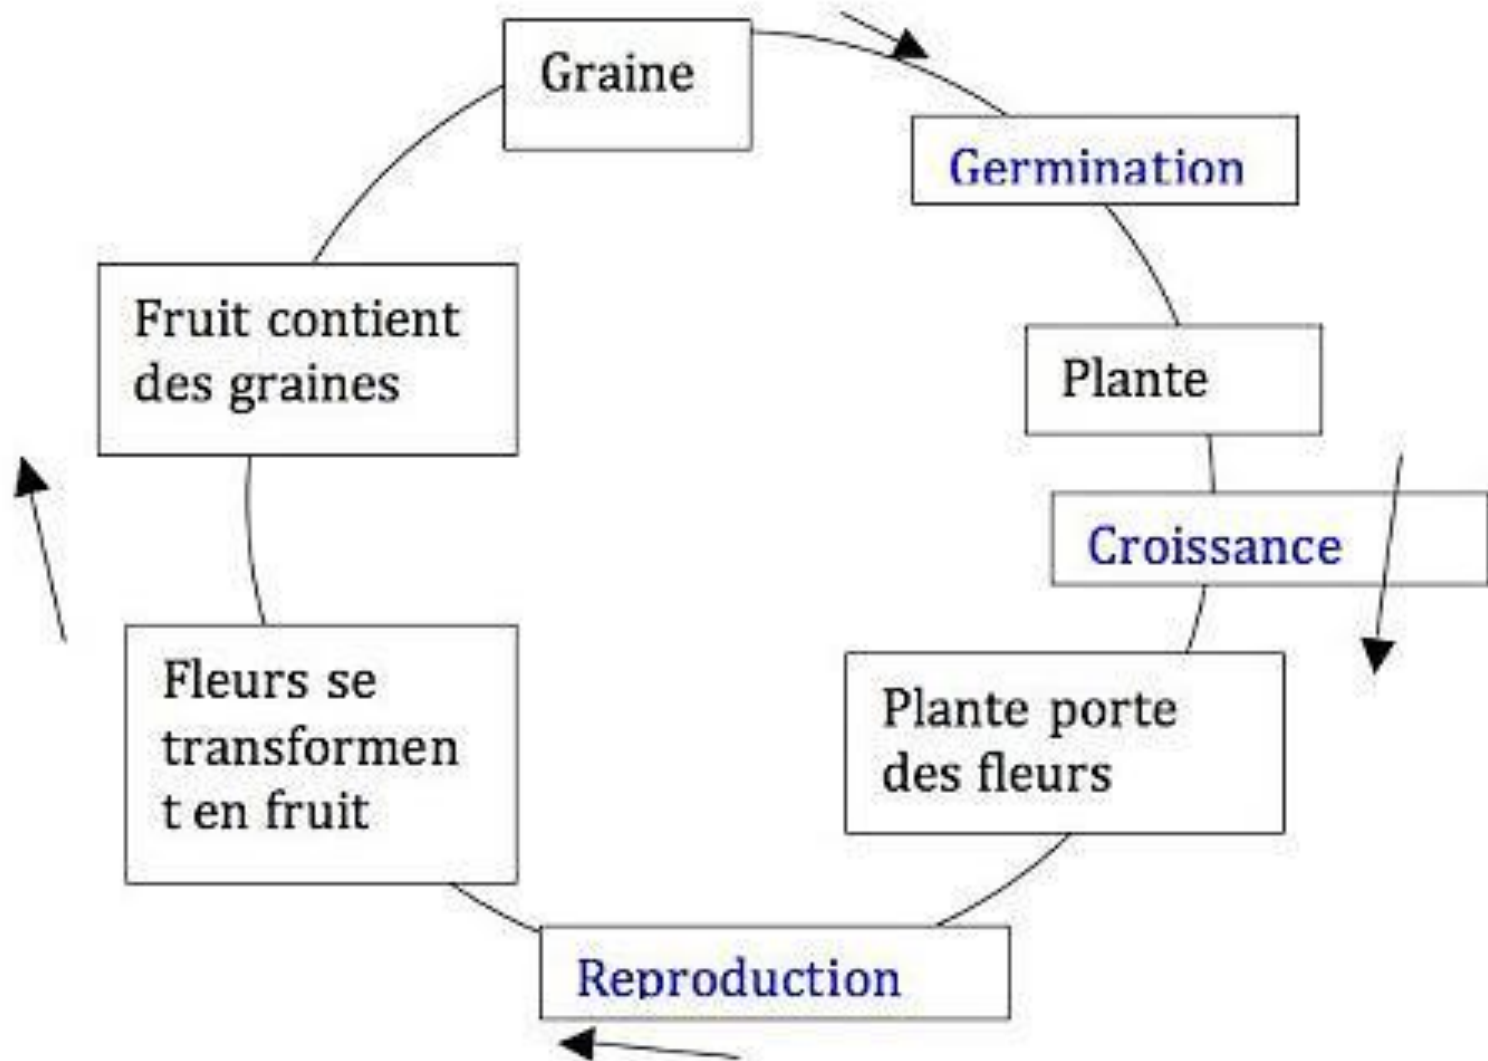 Graine
Germination
Plante
Croissance
Plante porte
des fleurs
Reproduction
Fleurs se
transformen
t en fruit
Fruit contient
des graines